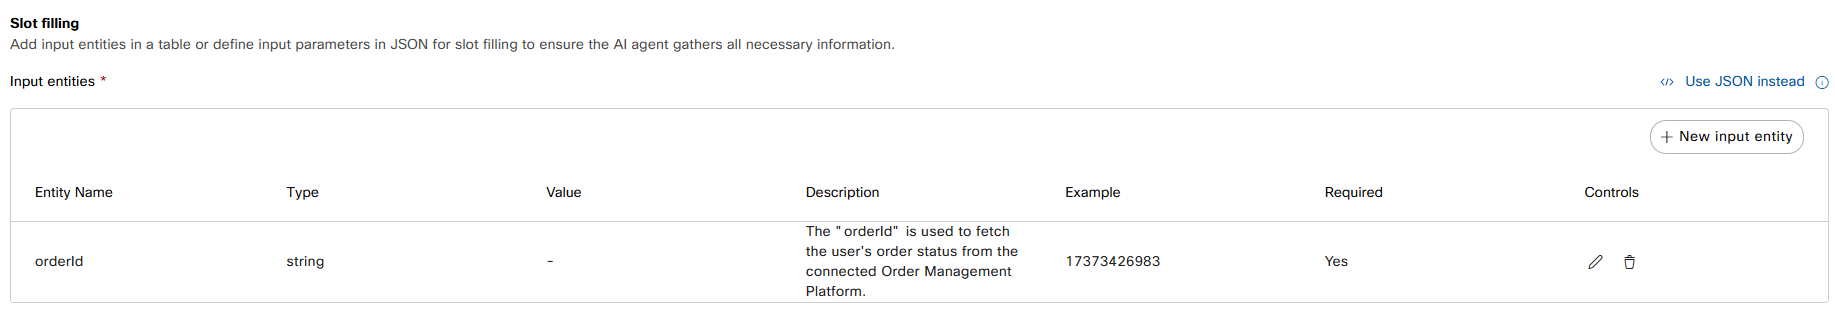 Slot filling
Add input entities in a table or define input parameters in JSON for slot filling to ensure the AI agent gathers all necessary information.
Input entities *
</> Use JSON instead
+ New input entity
Entity Name Type Value Description Example Required Controls
orderId string - The "orderId" is used to fetch the user's order status from the connected Order Management Platform. 17373426983 Yes